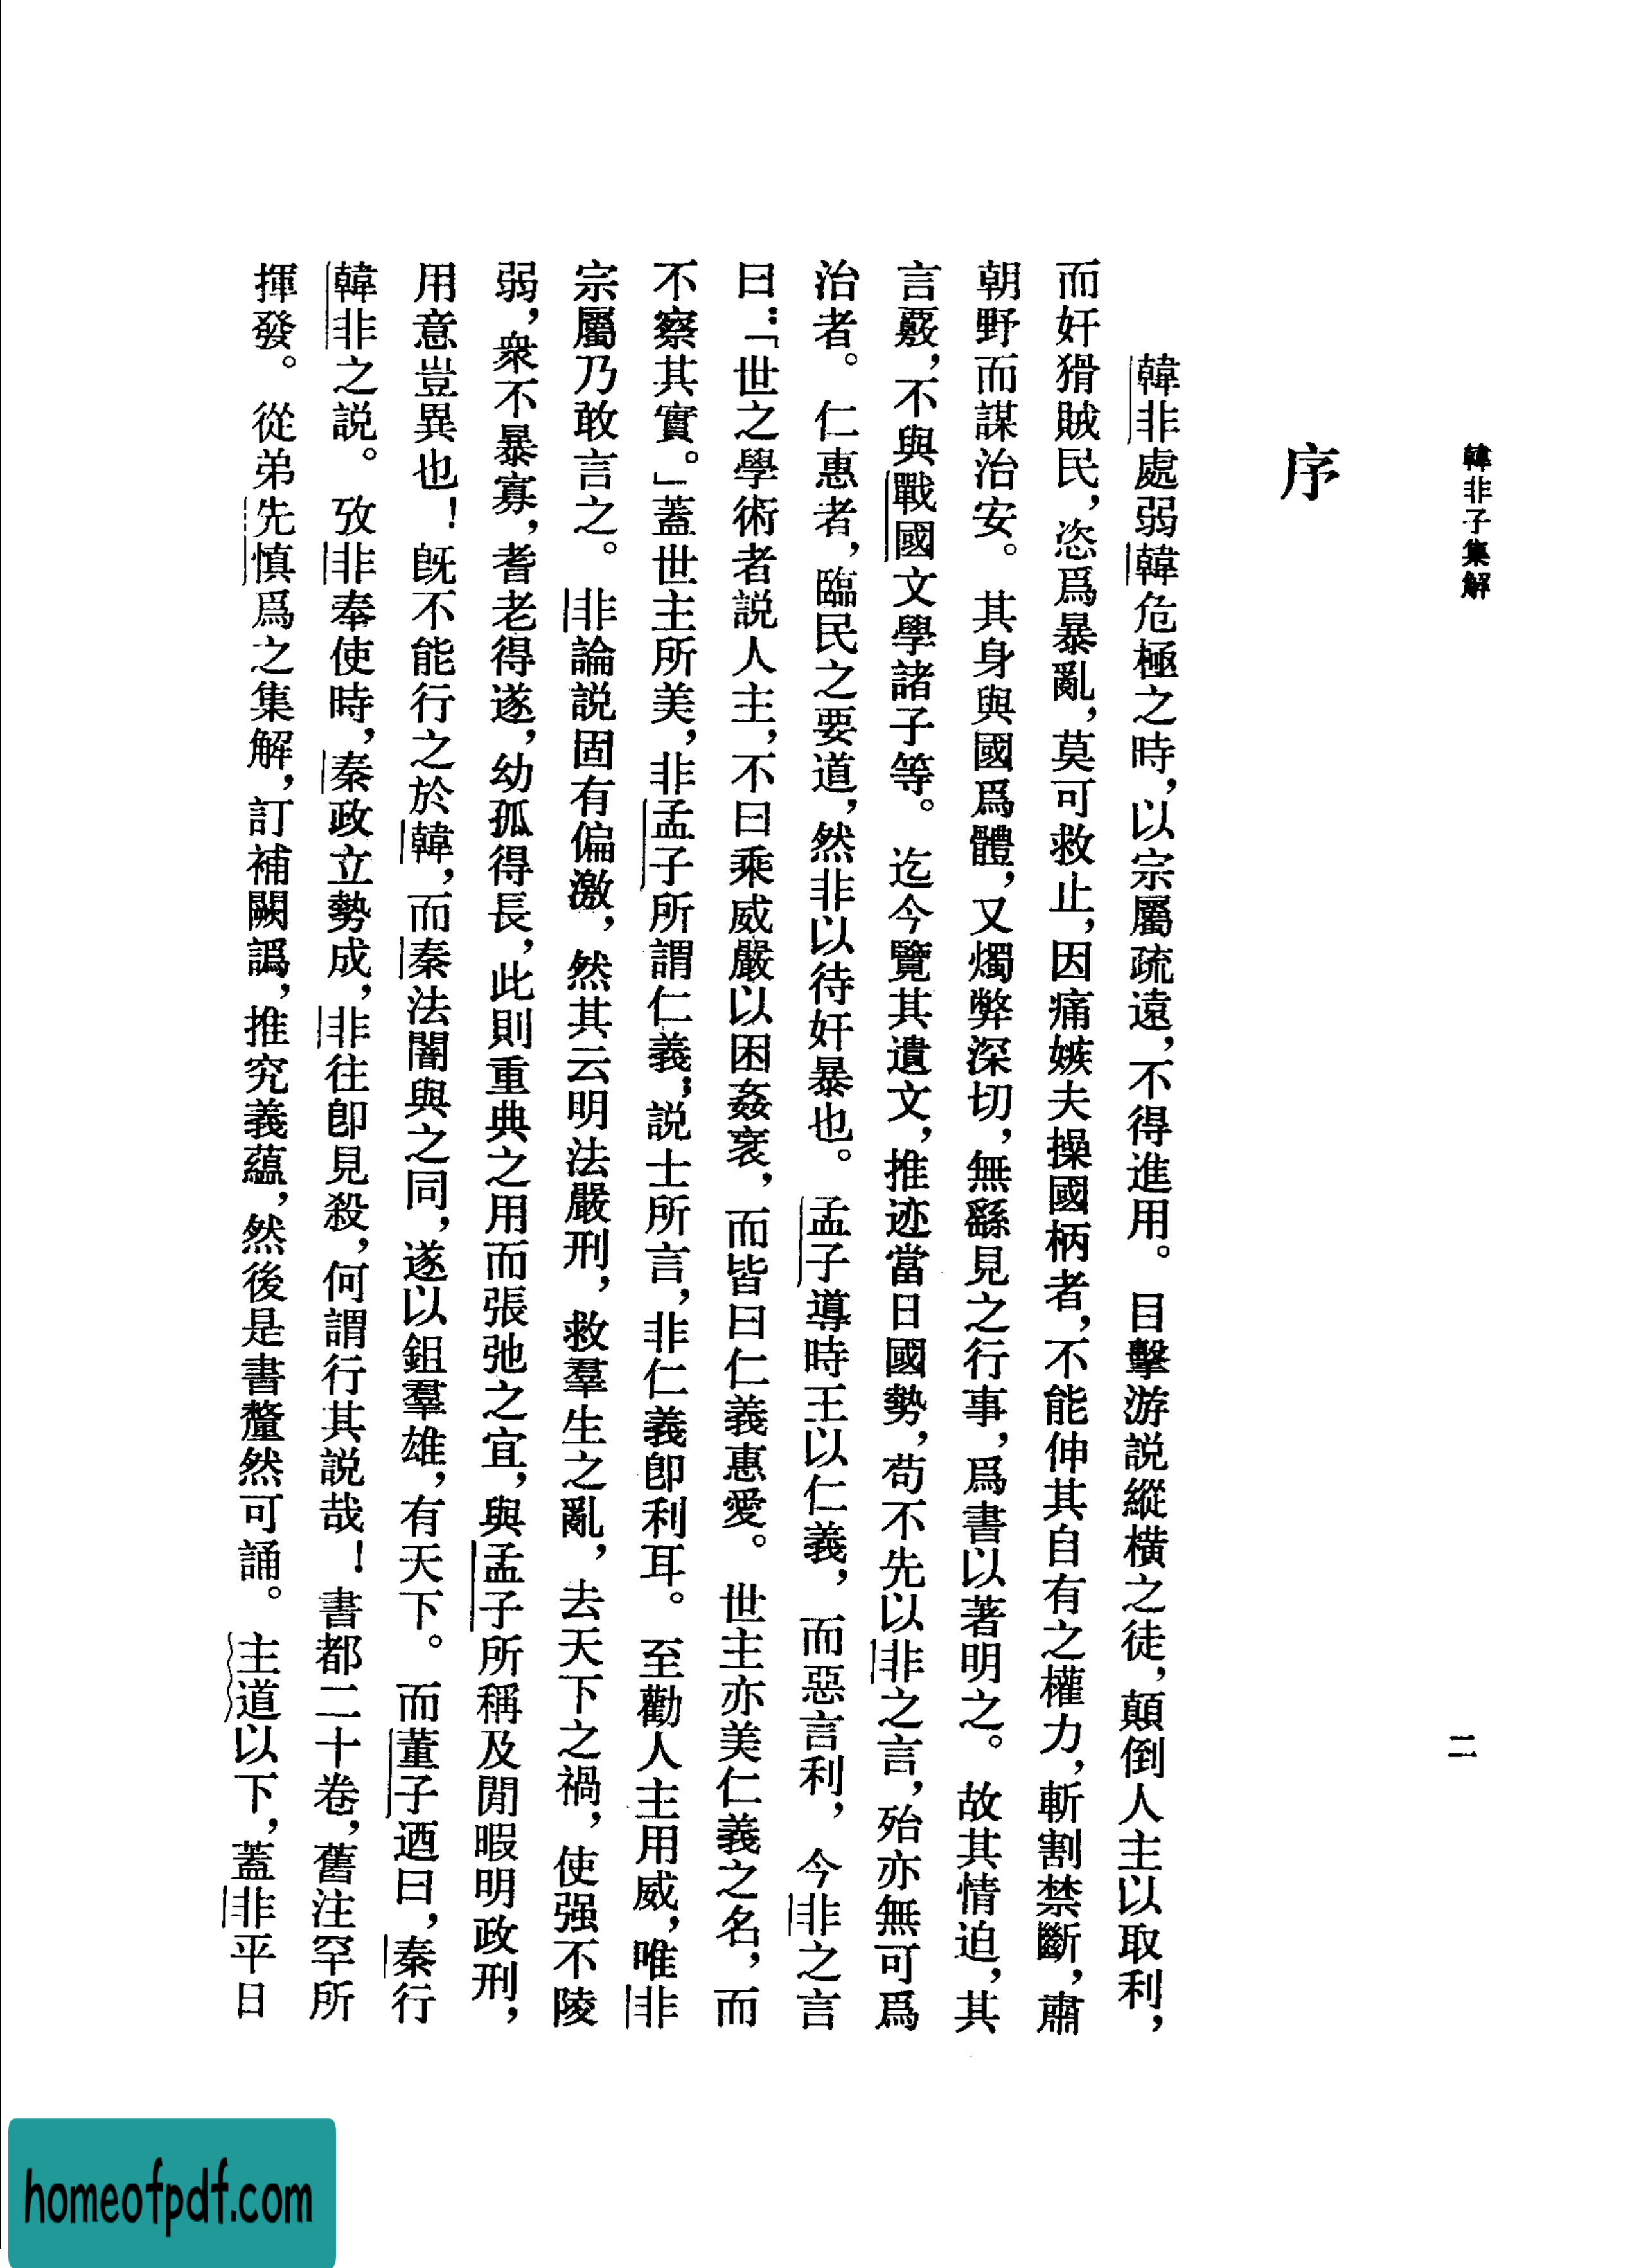 韓非子集解
二
序
韓非處弱韓危極之時，以宗屬疏遠，不得進用。目擊游説縱橫之徒，顛倒人主以取利，
而奸猾賊民，恣爲暴亂，莫可救止，因痛嫉夫操國柄者，不能伸其自有之權力，斬割禁斷，肅
朝野而謀治安。其身與國爲體，又燭弊深切，無繇見之行事，爲書以著明之。故其情迫，其
言覈，不與戰國文學諸子等。迄今覽其遺文，推迹當日國勢，苟不先以非之言，殆亦無可爲
治者。仁惠者，臨民之要道，然非以待奸暴也。孟子導時王以仁義，而惡言利，今非之言
曰：「世之學術者説人主，不曰乘威嚴以困姦衺，而皆曰仁義惠愛。世主亦美仁義之名，而
不察其實。」蓋世主所美，非孟子所謂仁義；説士所言，非仁義卽利耳。至勸人主用威，唯非
宗屬乃敢言之。非論説固有偏激，然其云明法嚴刑，救羣生之亂，去天下之禍，使强不陵
弱，衆不暴寡，耆老得遂，幼孤得長，此則重典之用而張弛之宜，與孟子所稱及閒暇明政刑，
用意豈異也！旣不能行之於韓，而秦法闇與之同，遂以鉏羣雄，有天下。而董子迺曰，秦行
韓非之説。攷非奉使時，秦政立勢成，非往卽見殺，何謂行其説哉！書都二十卷，舊注罕所
揮發。從弟先慎爲之集解，訂補闕譌，推究義蘊，然後是書釐然可誦。主道以下，蓋非平日
homeofpdf.com